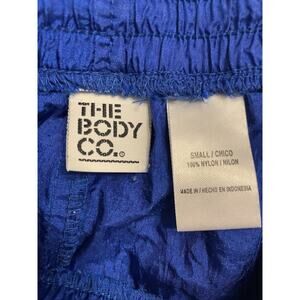 THE
BODY
CO.®
SMALL / CHICO
100% NYLON / NILON
MADE IN / HECHO EN INDONESIA